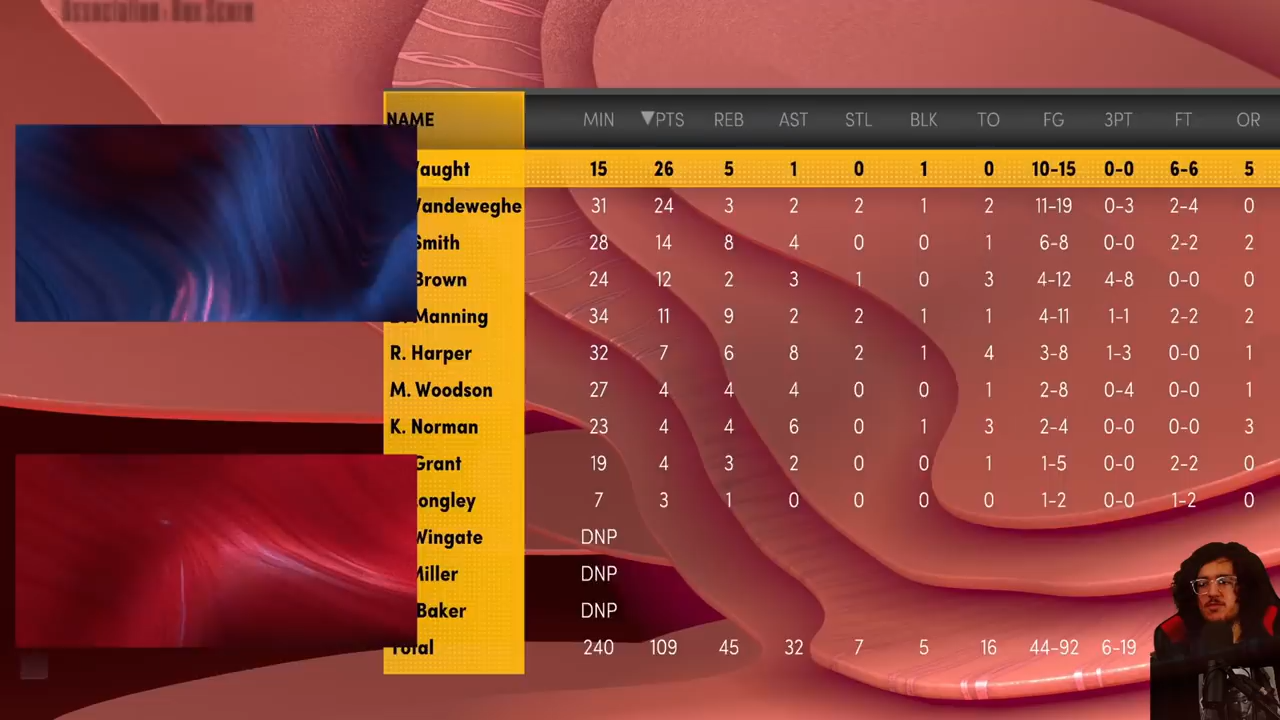 NAME MIN ▼PTS REB AST STL BLK TO FG 3PT FT OR
Vaught 15 26 5 1 0 1 0 10-15 0-0 6-6 5
Vandeweghe 31 24 3 2 2 1 2 11-19 0-3 2-4 0
Smith 28 14 8 4 0 0 1 6-8 0-0 2-2 2
Brown 24 12 2 3 1 0 3 4-12 4-8 0-0 0
Manning 34 11 9 2 2 1 1 4-11 1-1 2-2 2
R. Harper 32 7 6 8 2 1 4 3-8 1-3 0-0 1
M. Woodson 27 4 4 4 0 0 1 2-8 0-4 0-0 1
K. Norman 23 4 4 6 0 1 3 2-4 0-0 0-0 3
Grant 19 4 3 2 0 0 1 1-5 0-0 2-2 0
ongley 7 3 1 0 0 0 0 1-2 0-0 1-2 0
Wingate DNP
Miller DNP
Baker DNP
Total 240 109 45 32 7 5 16 44-92 6-19